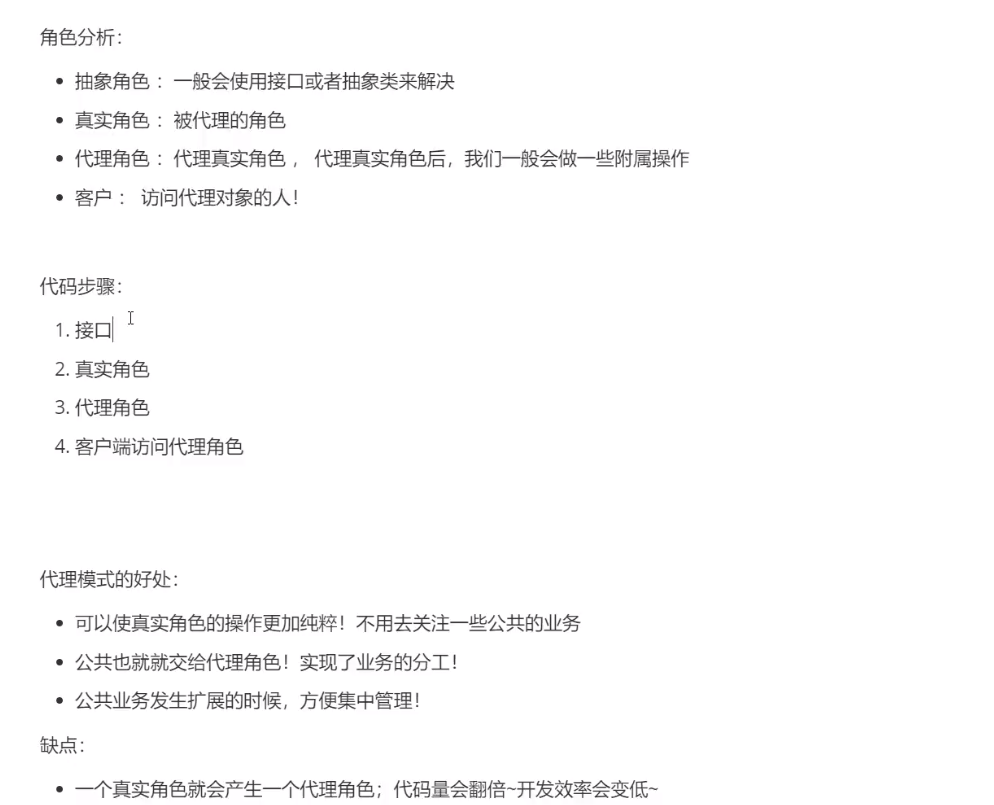 角色分析：
• 抽象角色 ：一般会使用接口或者抽象类来解决
• 真实角色 ：被代理的角色
• 代理角色 ：代理真实角色 ， 代理真实角色后，我们一般会做一些附属操作
• 客户 ： 访问代理对象的人！
代码步骤：
1. 接口
2. 真实角色
3. 代理角色
4. 客户端访问代理角色
代理模式的好处：
• 可以使真实角色的操作更加纯粹！不用去关注一些公共的业务
• 公共也就就交给代理角色！实现了业务的分工！
• 公共业务发生扩展的时候，方便集中管理！
缺点：
• 一个真实角色就会产生一个代理角色；代码量会翻倍~开发效率会变低~